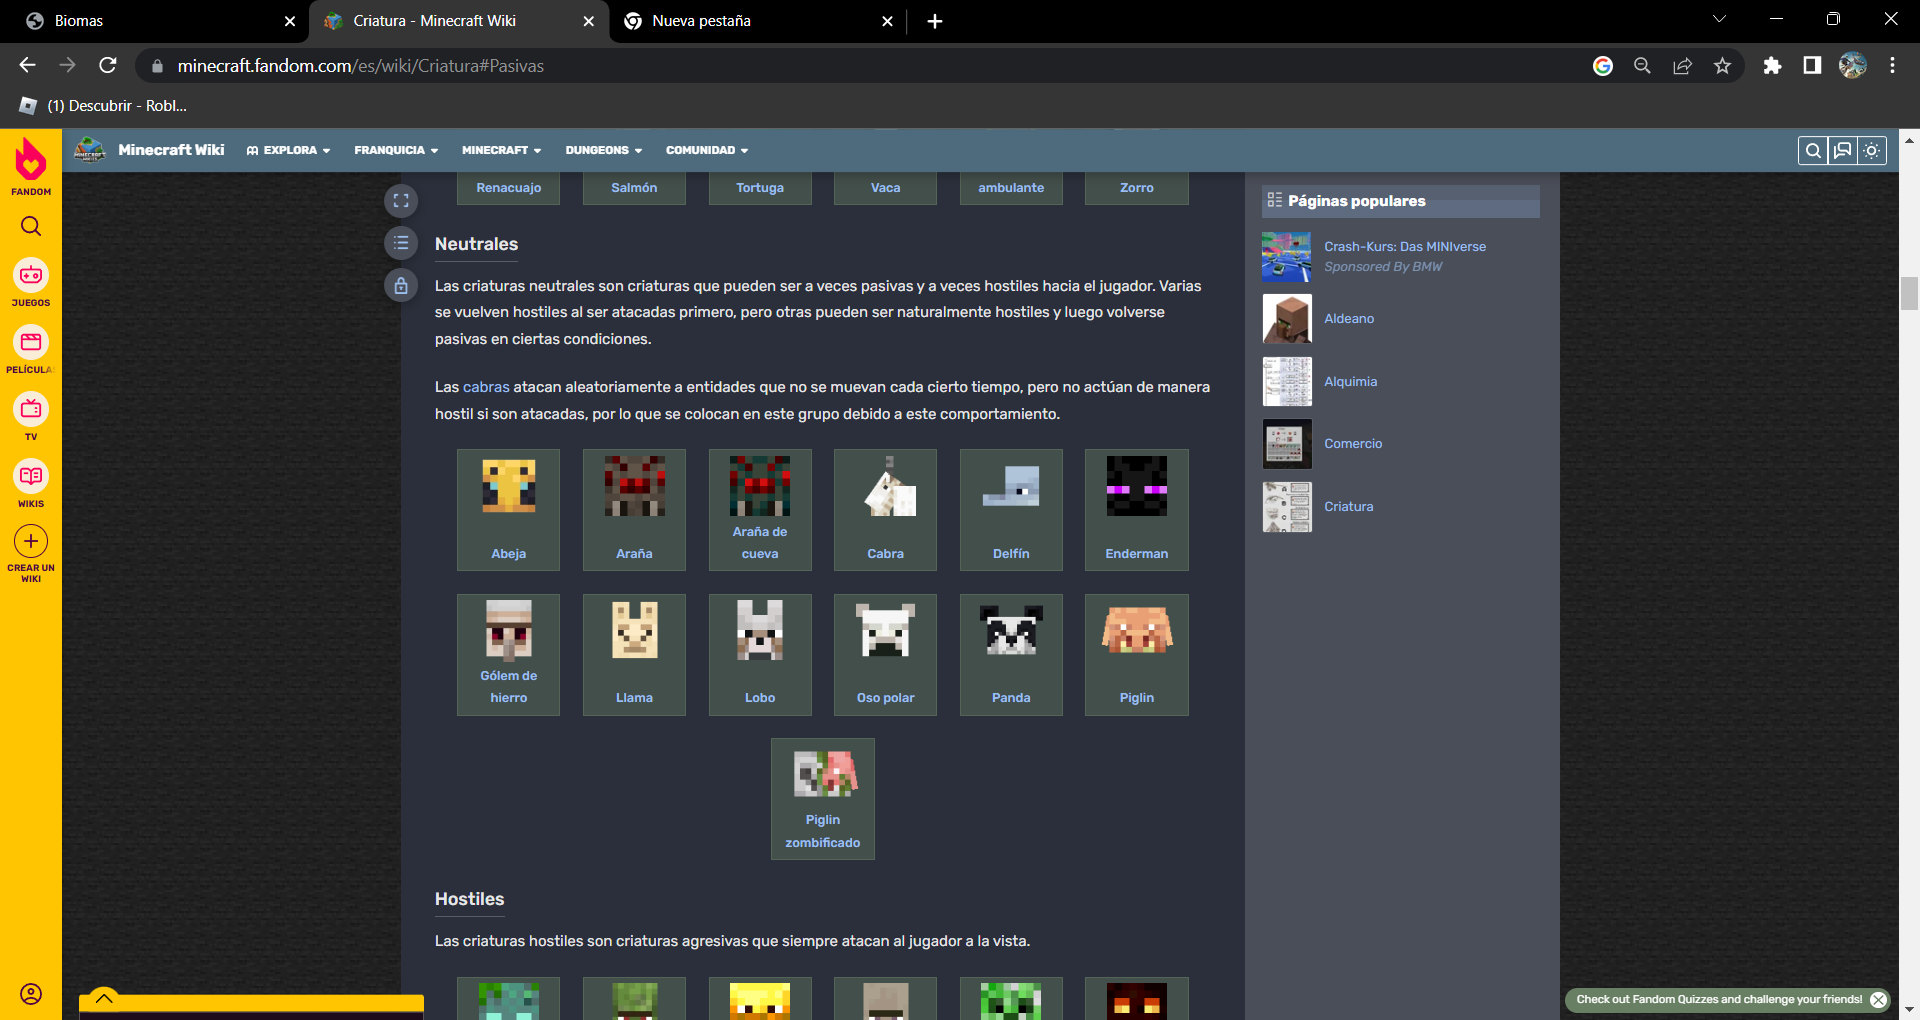 Biomas
Criatura - Minecraft Wiki
Nueva pestaña
minecraft.fandom.com/es/wiki/Criatura#Pasivas
(1) Descubrir - Robl...
FANDOM
JUEGOS
PELÍCULA
TV
WIKIS
CREAR UN
WIKI
Minecraft Wiki
EXPLORA
FRANQUICIA
MINECRAFT
DUNGEONS
COMUNIDAD
Renacuajo
Salmón
Tortuga
Vaca
ambulante
Zorro
Neutrales
Las criaturas neutrales son criaturas que pueden ser a veces pasivas y a veces hostiles hacia el jugador. Varias
se vuelven hostiles al ser atacadas primero, pero otras pueden ser naturalmente hostiles y luego volverse
pasivas en ciertas condiciones.
Las cabras atacan aleatoriamente a entidades que no se muevan cada cierto tiempo, pero no actúan de manera
hostil si son atacadas, por lo que se colocan en este grupo debido a este comportamiento.
Abeja
Araña
Araña de
cueva
Cabra
Delfín
Enderman
Gólem de
hierro
Llama
Lobo
Oso polar
Panda
Piglin
Piglin
zombificado
Hostiles
Las criaturas hostiles son criaturas agresivas que siempre atacan al jugador a la vista.
Páginas populares
Crash-Kurs: Das MINIverse
Sponsored By BMW
Aldeano
Alquimia
Comercio
Criatura
Check out Fandom Quizzes and challenge your friends!